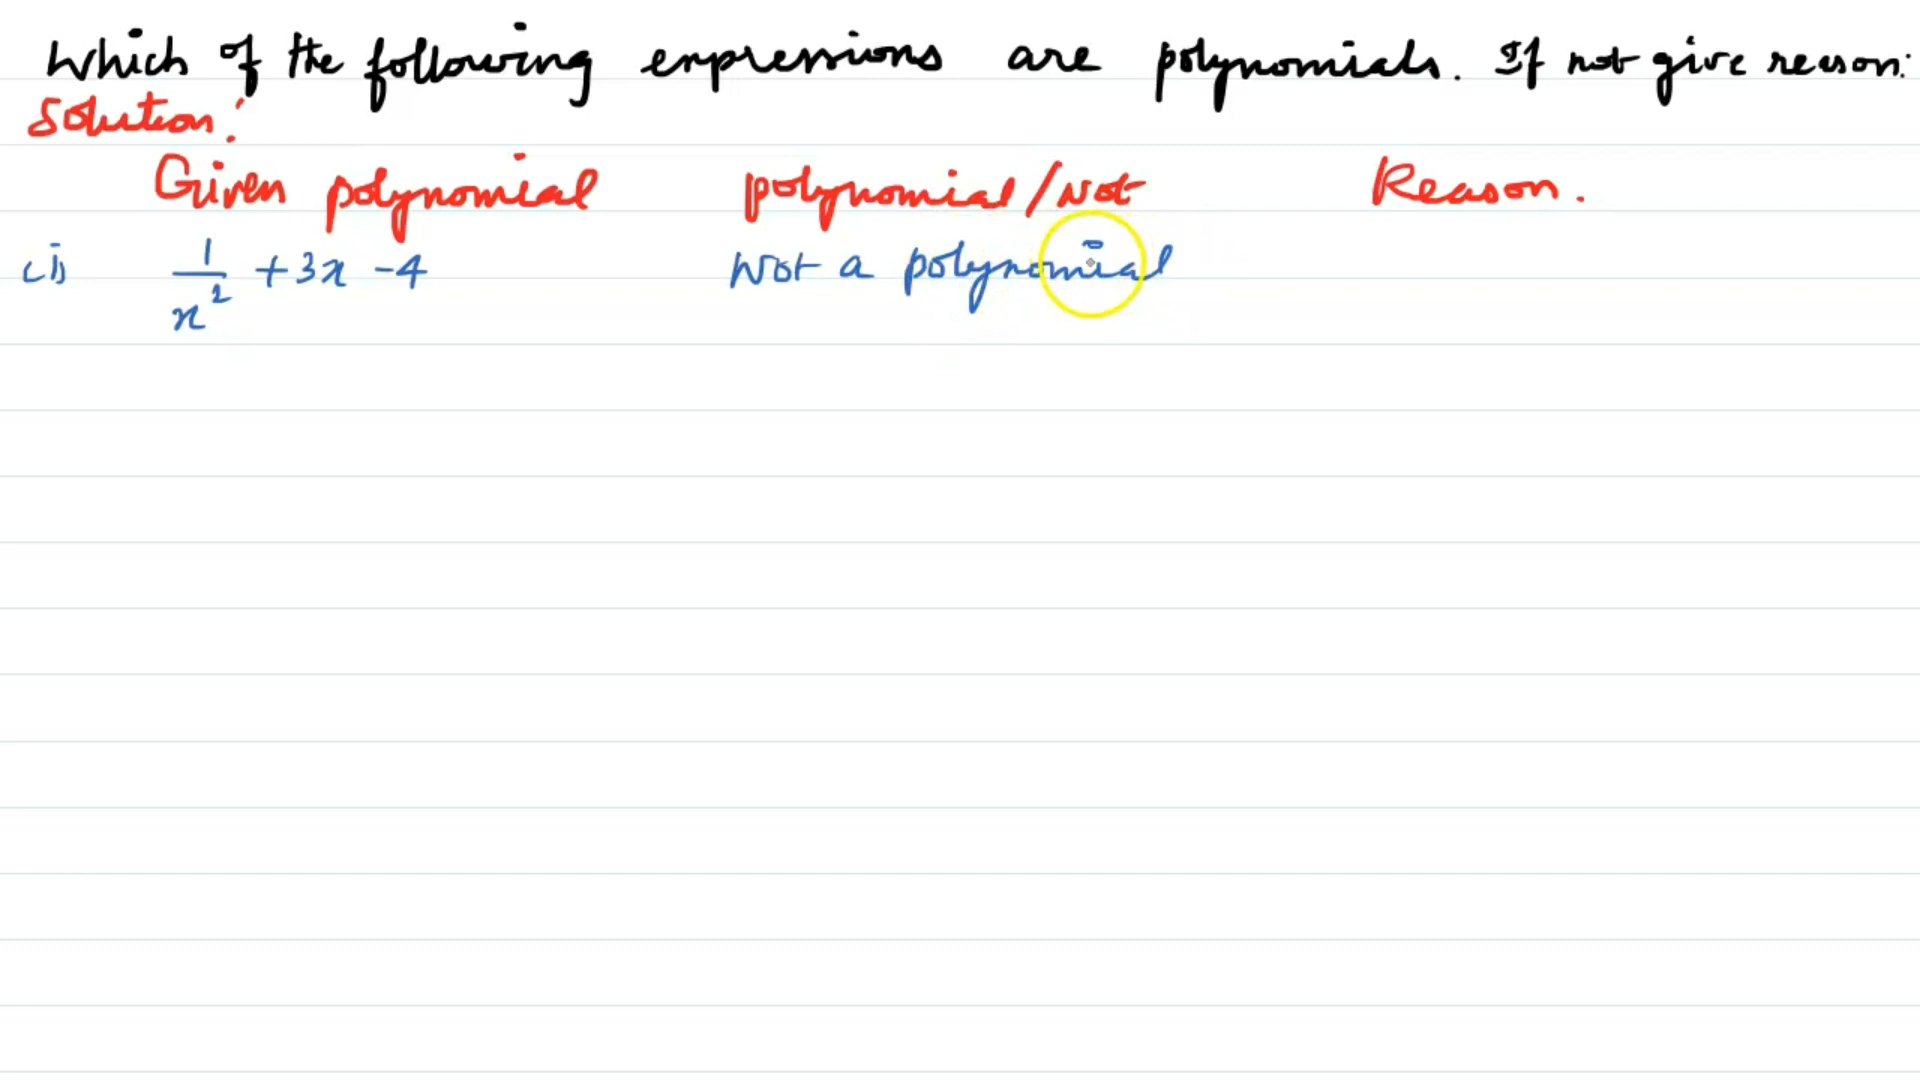 Which of the following expressions are polynomials. If not give reason:
Solution:
Given polynomial polynomial/Not Reason.
(i) 1/x² + 3x - 4 Not a polynomial